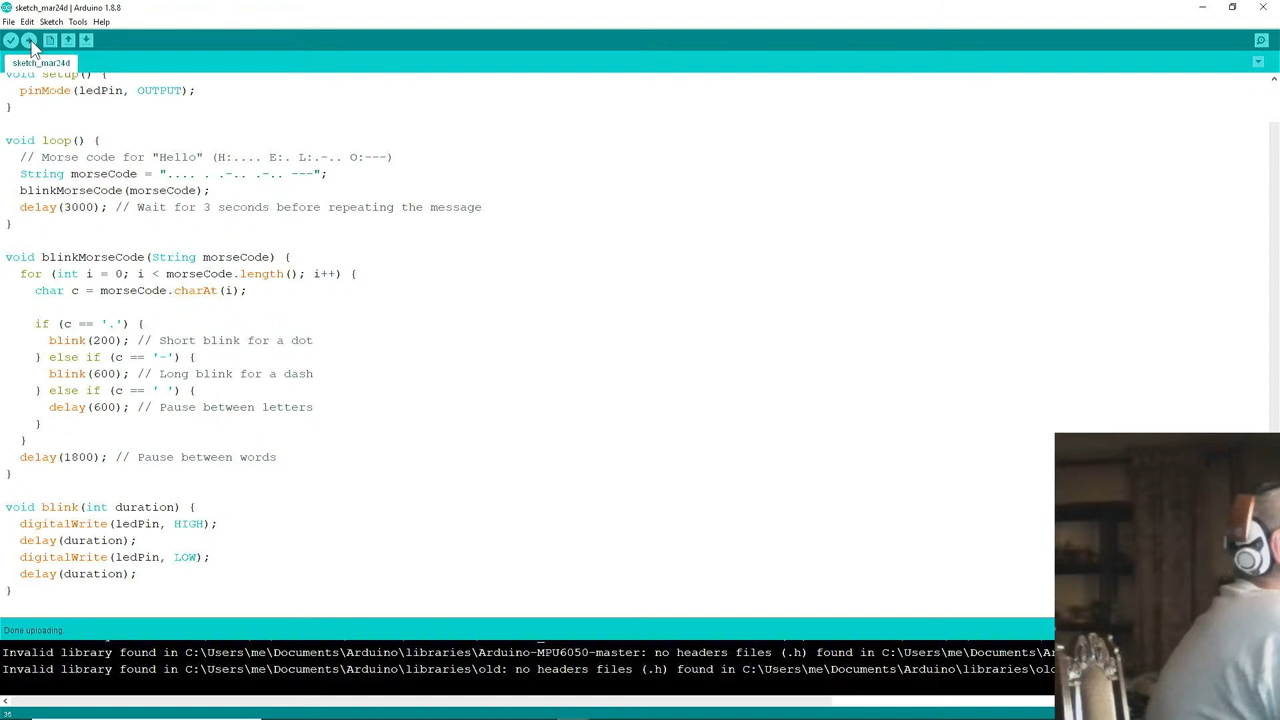 sketch_mar24d | Arduino 1.8.8
File Edit Sketch Tools Help
sketch_mar24d
void setup() {
  pinMode(ledPin, OUTPUT);
}
void loop() {
  // Morse code for "Hello" (H:.... E:. L:.-.. O:---)
  String morseCode = ".... . .-.. .-.. ---";
  blinkMorseCode(morseCode);
  delay(3000); // Wait for 3 seconds before repeating the message
}
void blinkMorseCode(String morseCode) {
  for (int i = 0; i < morseCode.length(); i++) {
    char c = morseCode.charAt(i);
    if (c == '.') {
      blink(200); // Short blink for a dot
    } else if (c == '-') {
      blink(600); // Long blink for a dash
    } else if (c == ' ') {
      delay(600); // Pause between letters
    }
  }
  delay(1800); // Pause between words
}
void blink(int duration) {
  digitalWrite(ledPin, HIGH);
  delay(duration);
  digitalWrite(ledPin, LOW);
  delay(duration);
}
Done uploading.
Invalid library found in C:\Users\me\Documents\Arduino\libraries\Arduino-MPU6050-master: no headers files (.h) found in C:\Users\me\Documents\A
Invalid library found in C:\Users\me\Documents\Arduino\libraries\old: no headers files (.h) found in C:\Users\me\Documents\Arduino\libraries\old